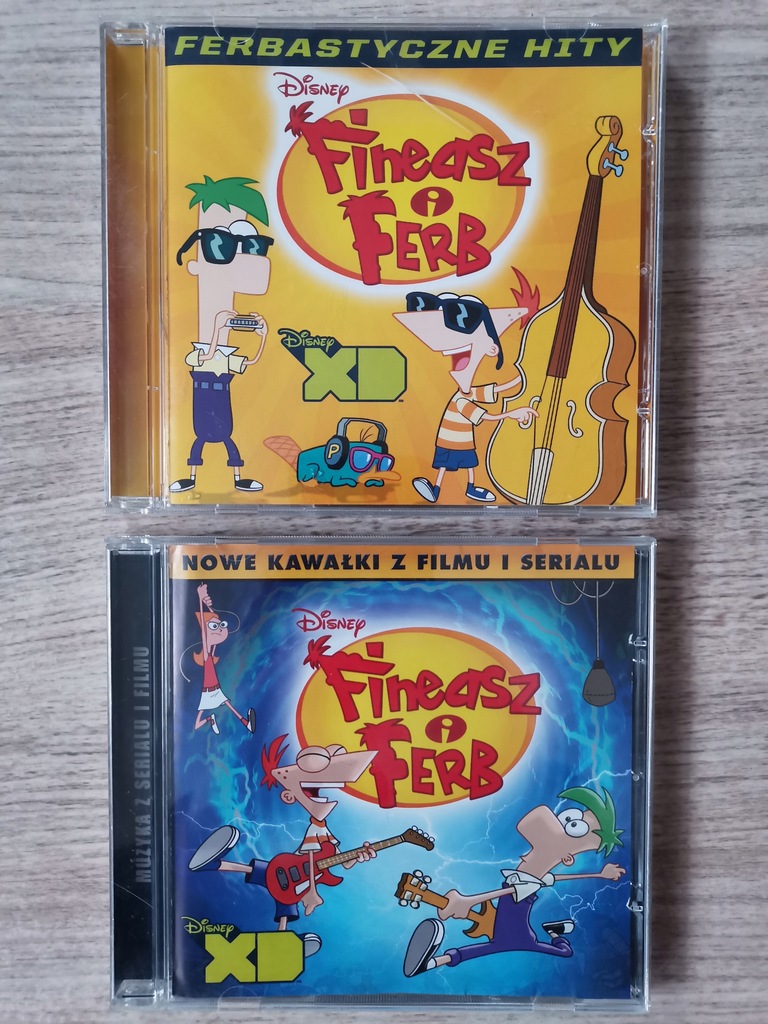 FERBASTYCZNE HITY
Disney
Fineasz
i
Ferb
Disney
XD
P
NOWE KAWAŁKI Z FILMU I SERIALU
Disney
Fineasz
i
Ferb
MUZYKA Z SERIALU I FILMU
Disney
XD